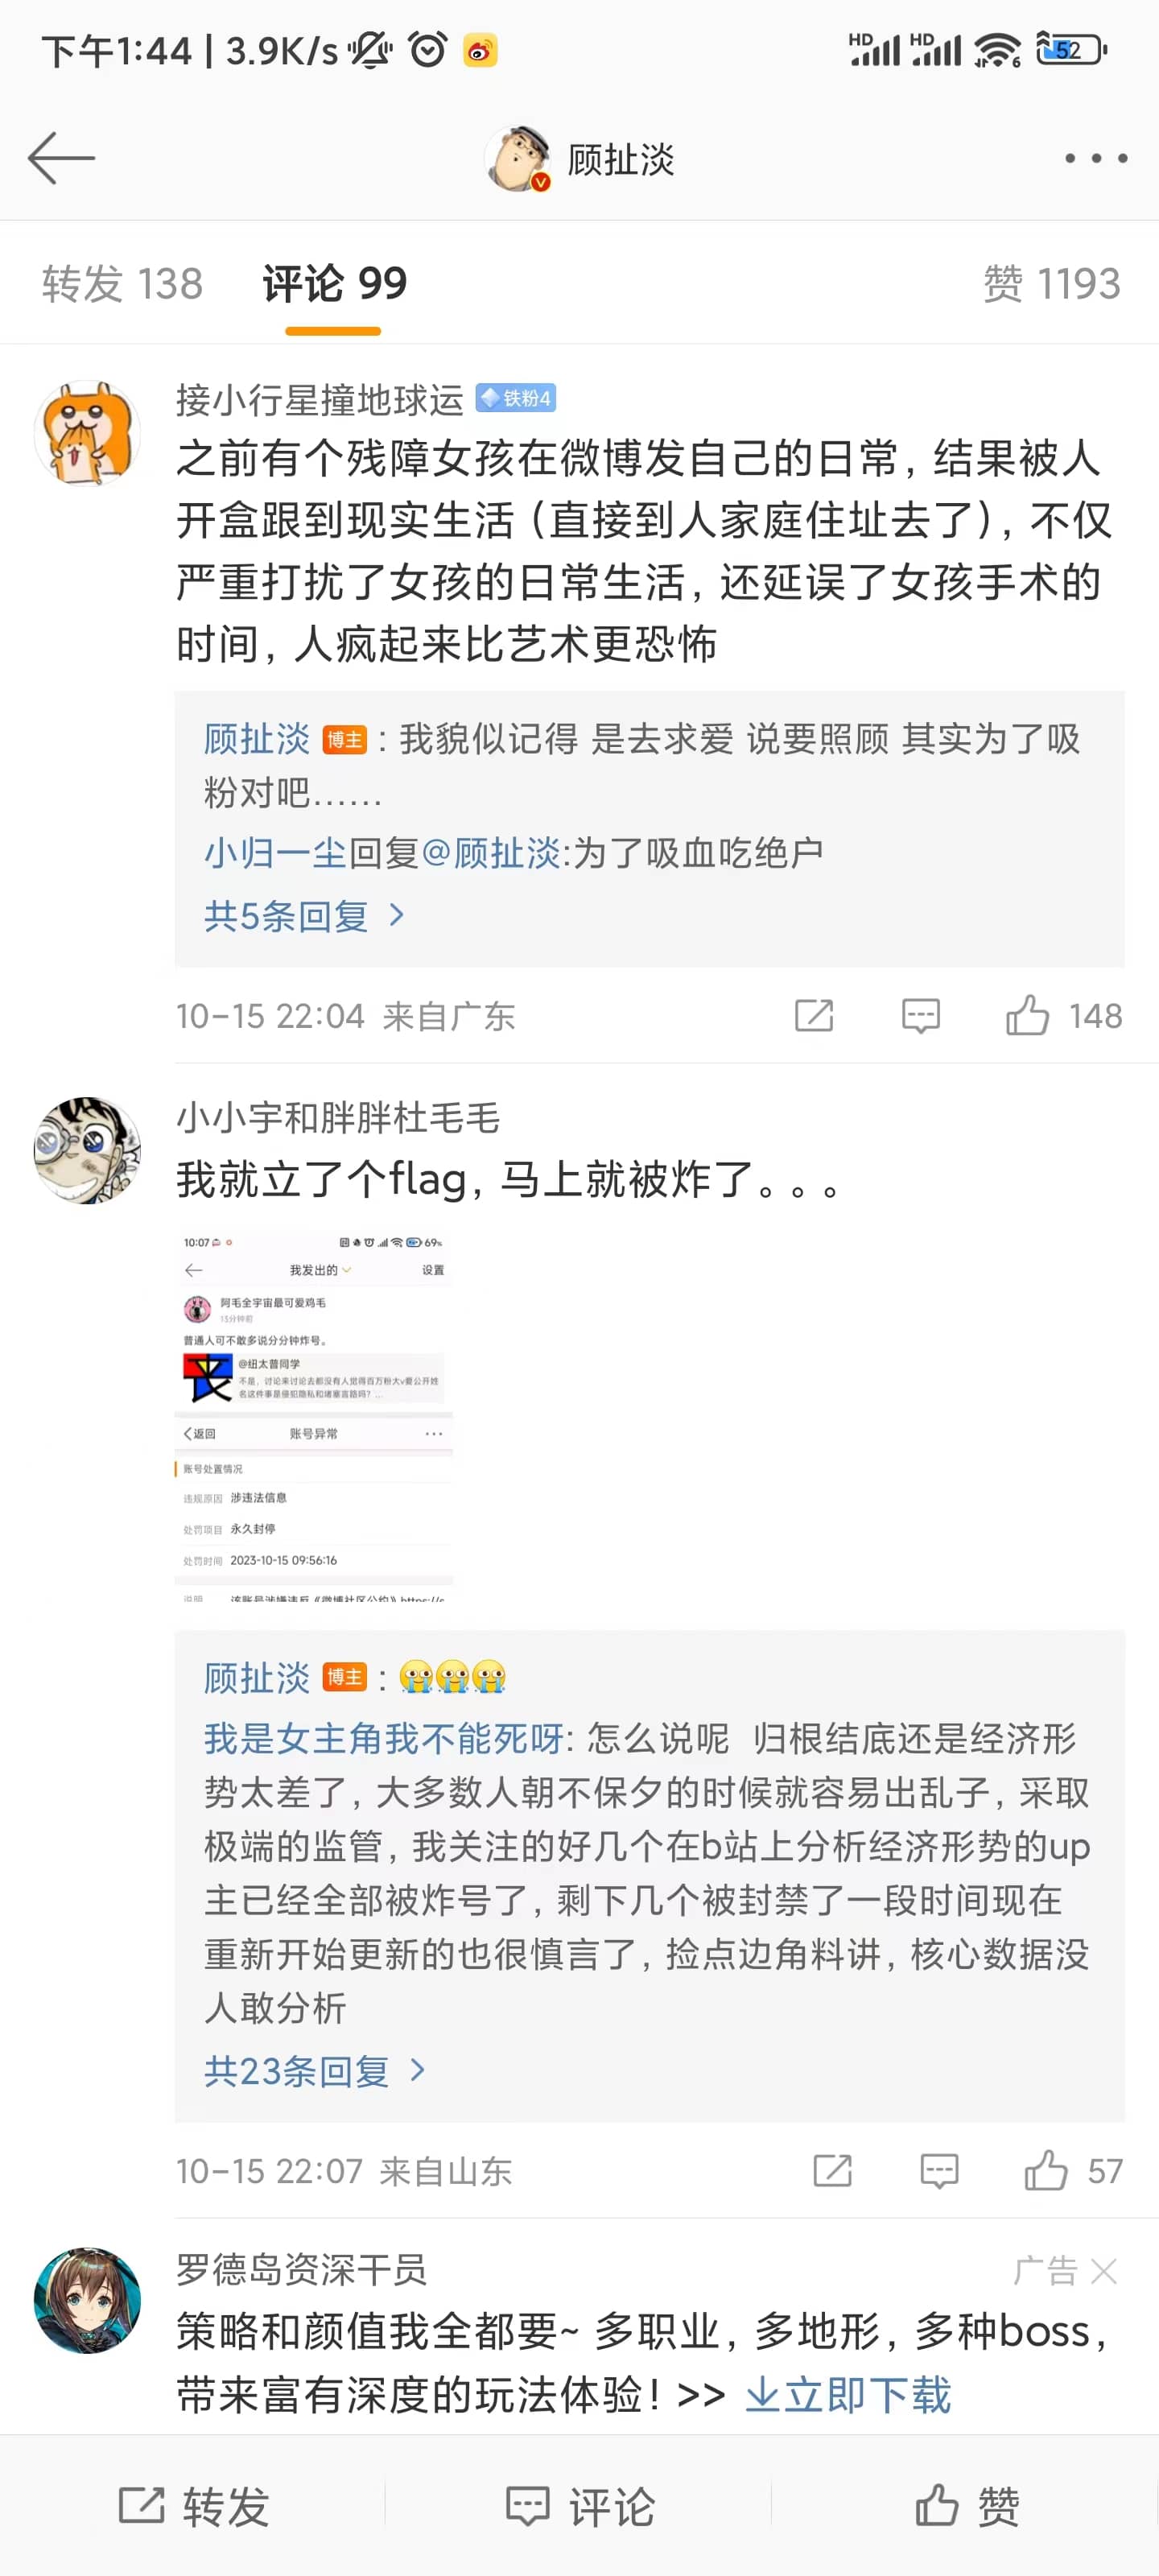 下午1:44 | 3.9K/s
HD HD 6 52
顾扯淡
转发 138 评论 99 赞 1193
接小行星撞地球运 铁粉4
之前有个残障女孩在微博发自己的日常，结果被人
开盒跟到现实生活（直接到人家庭住址去了），不仅
严重打扰了女孩的日常生活，还延误了女孩手术的
时间，人疯起来比艺术更恐怖
顾扯淡 博主：我貌似记得 是去求爱 说要照顾 其实为了吸
粉对吧......
小归一尘回复@顾扯淡:为了吸血吃绝户
共5条回复 >
10-15 22:04 来自广东 148
小小宇和胖胖杜毛毛
我就立了个flag，马上就被炸了。。。
10:07 69%
我发出的 设置
阿毛全宇宙最可爱鸡毛
13分钟前
普通人可不敢多说分分钟炸号。
丧 @纽太普同学
不是，讨论来讨论去都没有人觉得百万粉大v要公开姓
名这件事是侵犯隐私和堵塞言路吗？...
<返回 账号异常 ...
账号处置情况
违规原因 涉违法信息
处罚项目 永久封停
处罚时间 2023-10-15 09:56:16
说明 该账号涉嫌违反《微博社区公约》https://s
顾扯淡 博主：😭😭😭
我是女主角我不能死呀: 怎么说呢 归根结底还是经济形
势太差了，大多数人朝不保夕的时候就容易出乱子，采取
极端的监管，我关注的好几个在b站上分析经济形势的up
主已经全部被炸号了，剩下几个被封禁了一段时间现在
重新开始更新的也很慎言了，捡点边角料讲，核心数据没
人敢分析
共23条回复 >
10-15 22:07 来自山东 57
罗德岛资深干员 广告
策略和颜值我全都要~ 多职业，多地形，多种boss，
带来富有深度的玩法体验！>> 立即下载
转发 评论 赞